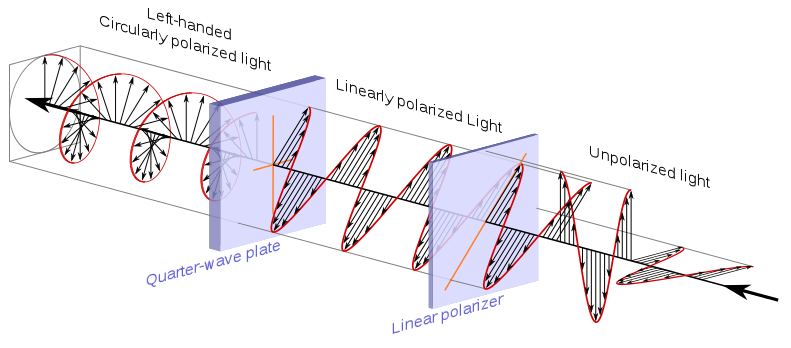 Left-handed
Circularly polarized light
Linearly polarized Light
Unpolarized light
Quarter-wave plate
Linear polarizer